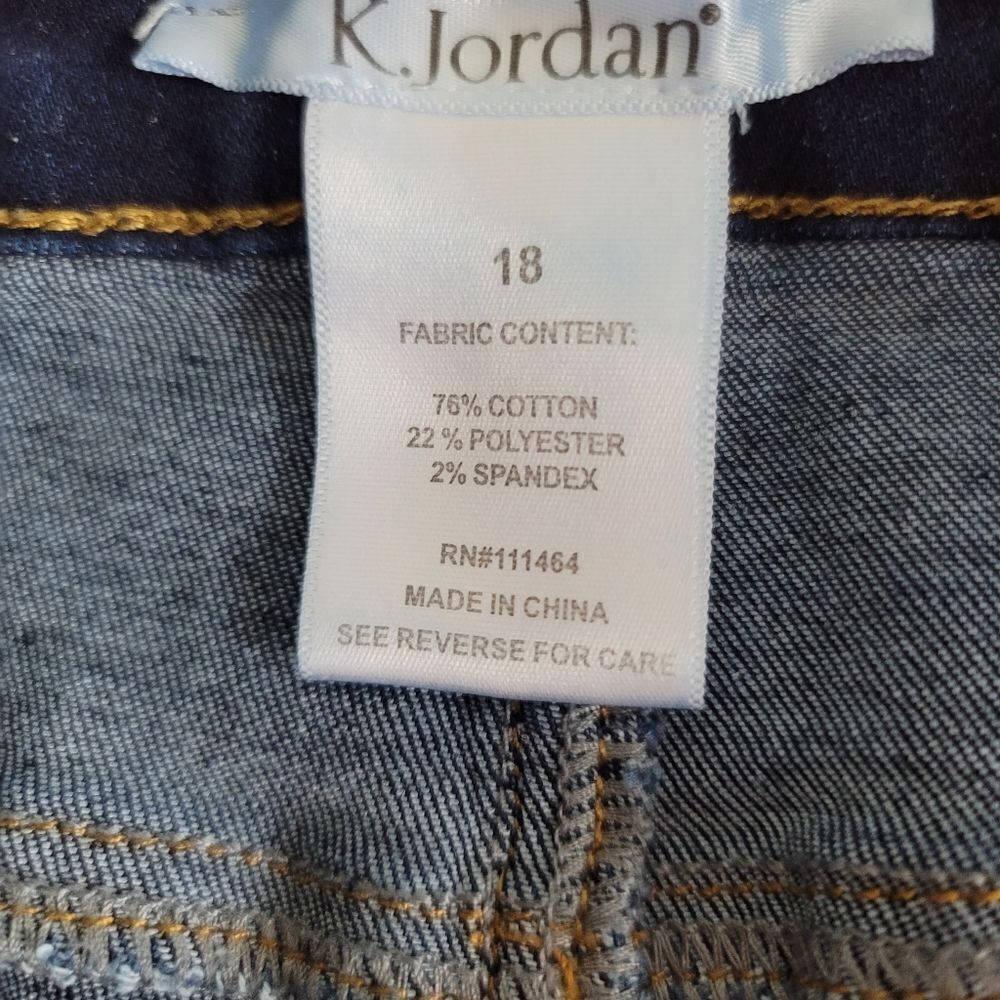 K. Jordan®
18
FABRIC CONTENT:
76% COTTON
22 % POLYESTER
2% SPANDEX
RN#111464
MADE IN CHINA
SEE REVERSE FOR CARE